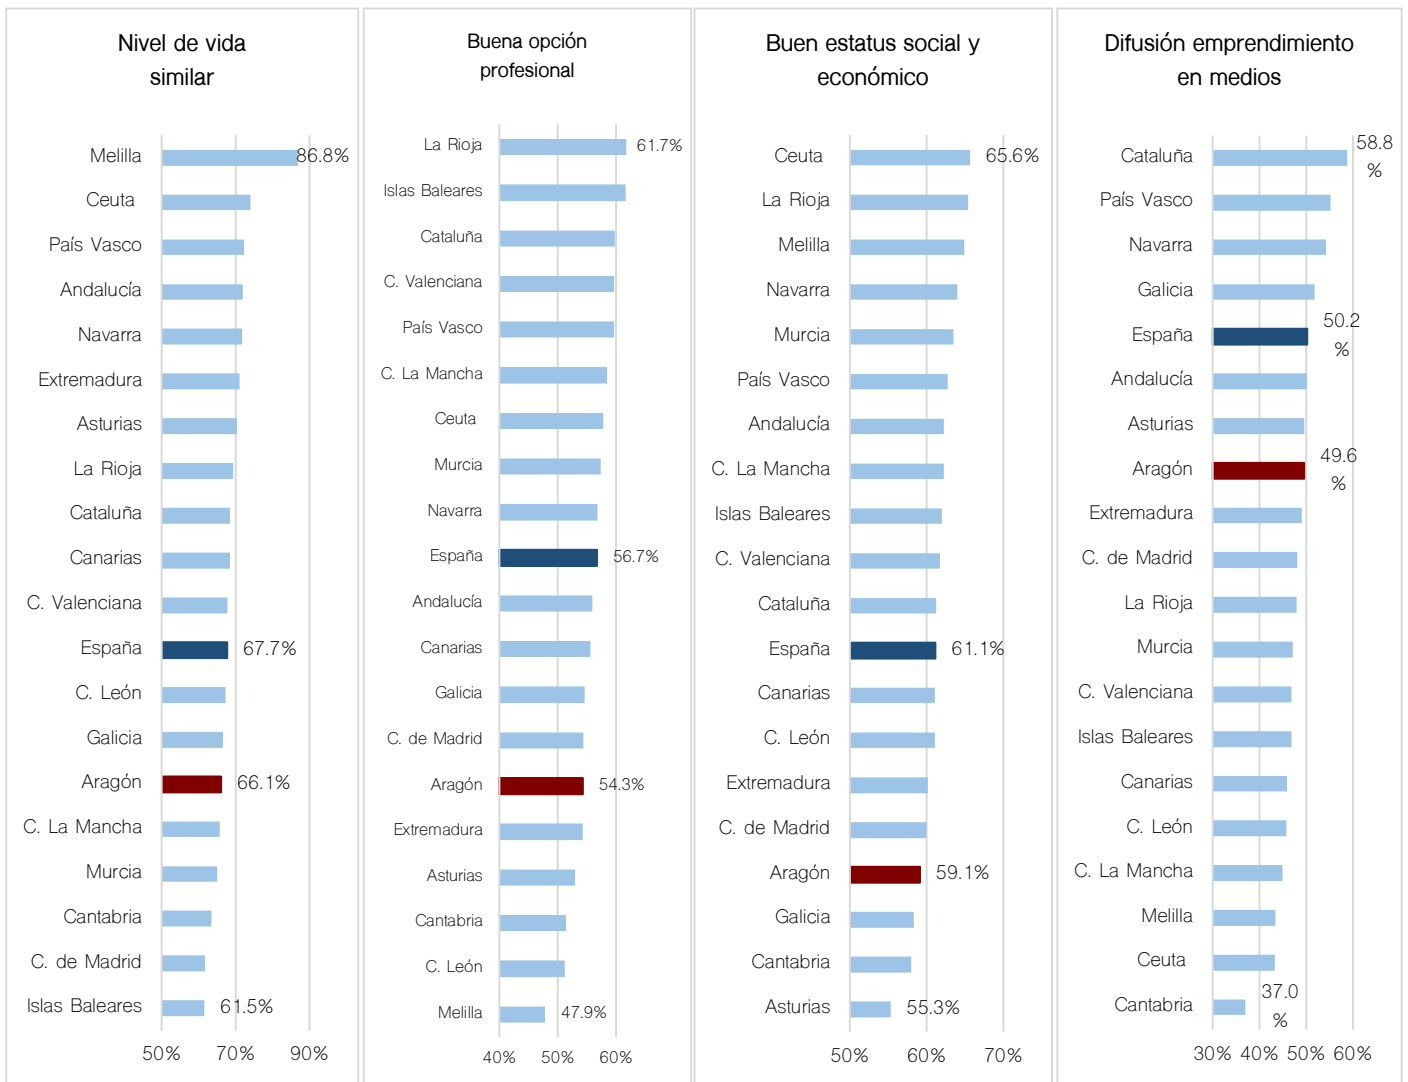 Nivel de vida
similar
Melilla 86.8%
Ceuta
País Vasco
Andalucía
Navarra
Extremadura
Asturias
La Rioja
Cataluña
Canarias
C. Valenciana
España 67.7%
C. León
Galicia
Aragón 66.1%
C. La Mancha
Murcia
Cantabria
C. de Madrid
Islas Baleares 61.5%
50% 70% 90%
Buena opción
profesional
La Rioja 61.7%
Islas Baleares
Cataluña
C. Valenciana
País Vasco
C. La Mancha
Ceuta
Murcia
Navarra
España 56.7%
Andalucía
Canarias
Galicia
C. de Madrid
Aragón 54.3%
Extremadura
Asturias
Cantabria
C. León
Melilla 47.9%
40% 50% 60%
Buen estatus social y
económico
Ceuta 65.6%
La Rioja
Melilla
Navarra
Murcia
País Vasco
Andalucía
C. La Mancha
Islas Baleares
C. Valenciana
Cataluña
España 61.1%
Canarias
C. León
Extremadura
C. de Madrid
Aragón 59.1%
Galicia
Cantabria
Asturias 55.3%
50% 60% 70%
Difusión emprendimiento
en medios
Cataluña 58.8
%
País Vasco
Navarra
Galicia
España 50.2
%
Andalucía
Asturias
Aragón 49.6
%
Extremadura
C. de Madrid
La Rioja
Murcia
C. Valenciana
Islas Baleares
Canarias
C. León
C. La Mancha
Melilla
Ceuta
Cantabria 37.0
%
30% 40% 50% 60%